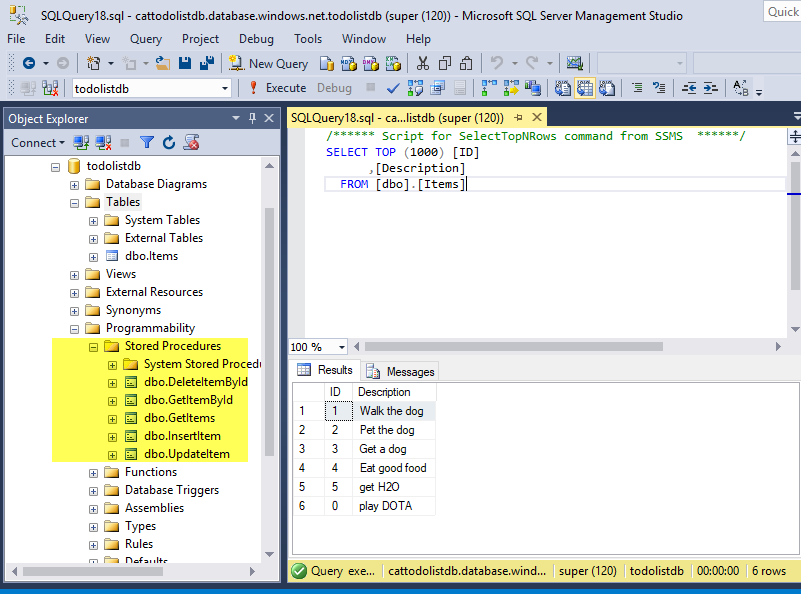 SQLQuery18.sql - cattodolistdb.database.windows.net.todolistdb (super (120)) - Microsoft SQL Server Management Studio
Quick
File Edit View Query Project Debug Tools Window Help
New Query
todolistdb Execute Debug
Object Explorer
Connect
todolistdb
Database Diagrams
Tables
System Tables
External Tables
dbo.Items
Views
External Resources
Synonyms
Programmability
Stored Procedures
System Stored Proced
dbo.DeleteItemById
dbo.GetItemById
dbo.GetItems
dbo.InsertItem
dbo.UpdateItem
Functions
Database Triggers
Assemblies
Types
Rules
Defaults
SQLQuery18.sql - ca...listdb (super (120))
/****** Script for SelectTopNRows command from SSMS ******/
SELECT TOP (1000) [ID]
,[Description]
FROM [dbo].[Items]
100 %
Results Messages
ID Description
1 1 Walk the dog
2 2 Pet the dog
3 3 Get a dog
4 4 Eat good food
5 5 get H2O
6 0 play DOTA
Query exe... cattodolistdb.database.wind... super (120) todolistdb 00:00:00 6 rows